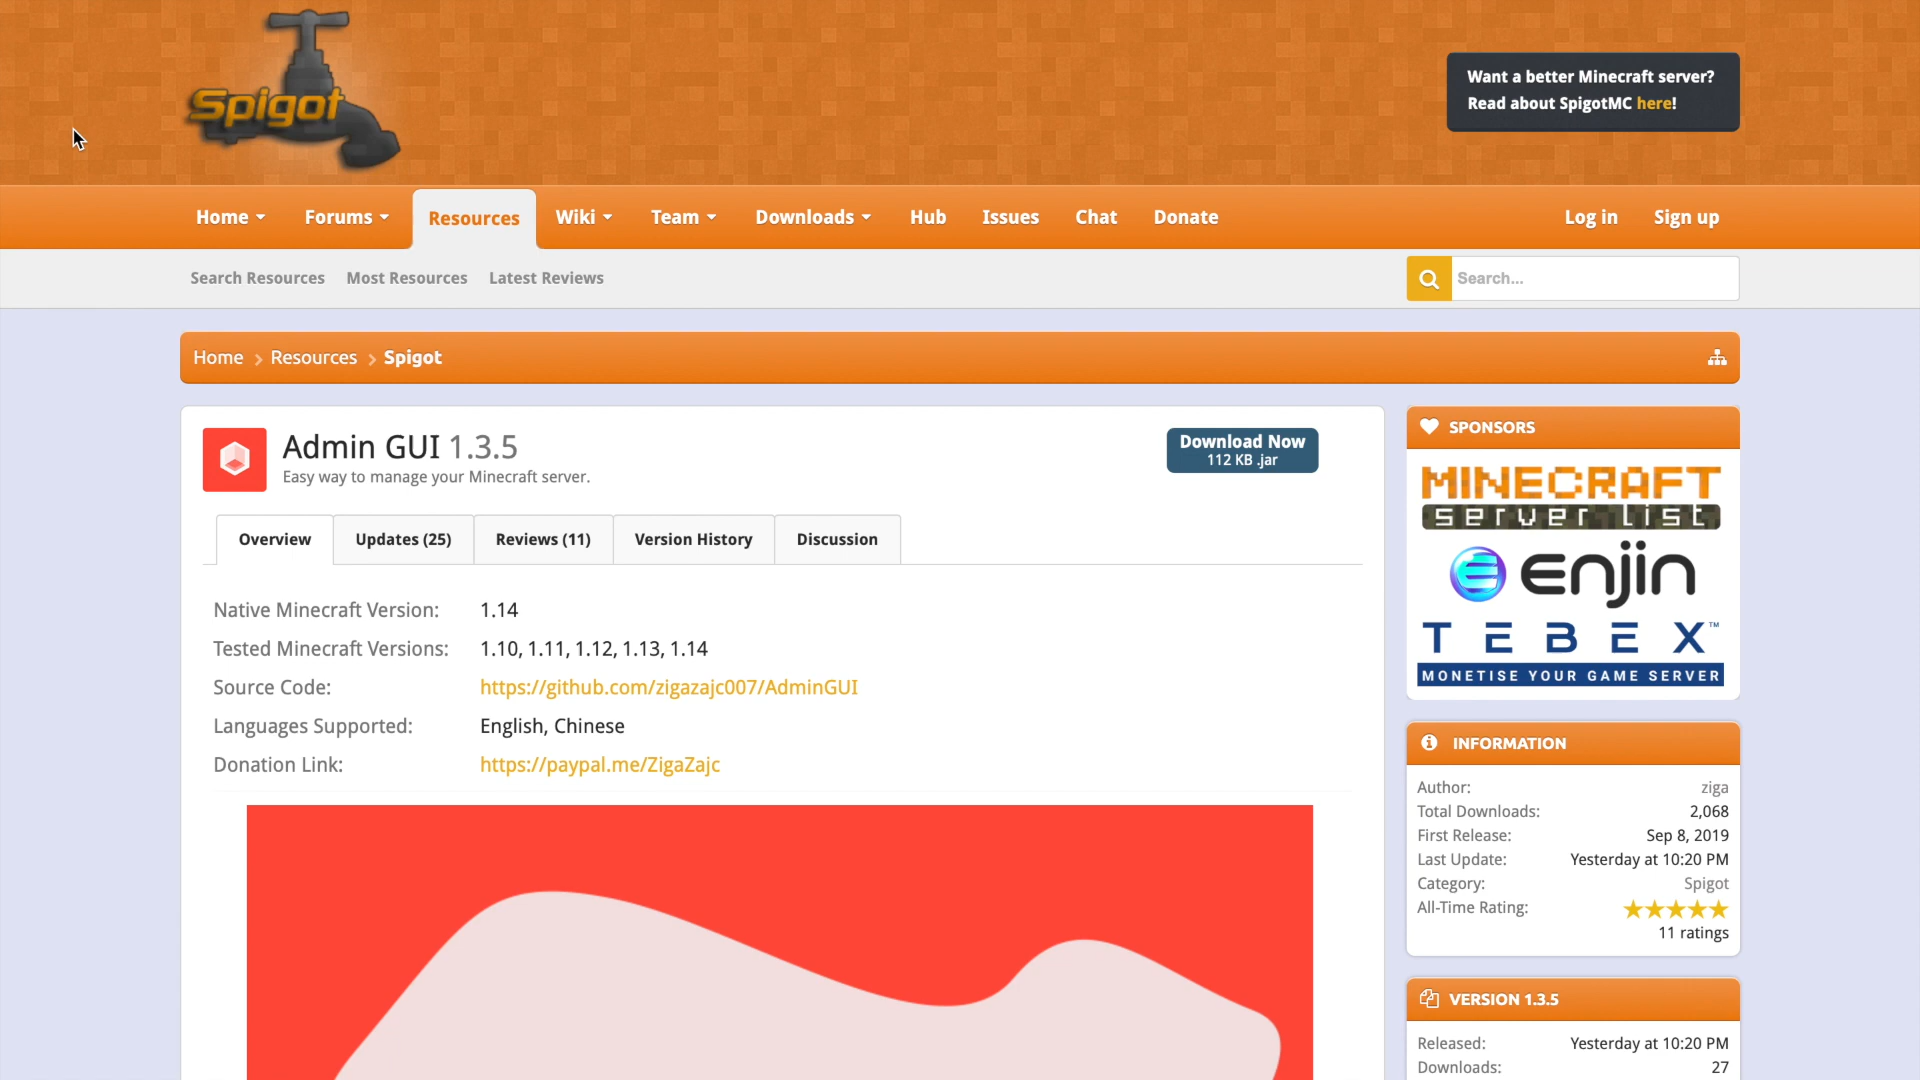 Spigot
Want a better Minecraft server?
Read about SpigotMC here!
Home Forums Resources Wiki Team Downloads Hub Issues Chat Donate Log in Sign up
Search Resources Most Resources Latest Reviews Search...
Home Resources Spigot
Admin GUI 1.3.5
Easy way to manage your Minecraft server.
Download Now
112 KB .jar
Overview Updates (25) Reviews (11) Version History Discussion
Native Minecraft Version: 1.14
Tested Minecraft Versions: 1.10, 1.11, 1.12, 1.13, 1.14
Source Code: https://github.com/zigazajc007/AdminGUI
Languages Supported: English, Chinese
Donation Link: https://paypal.me/ZigaZajc
SPONSORS
MINECRAFT
server list
enjin
TEBEX™
MONETISE YOUR GAME SERVER
INFORMATION
Author: ziga
Total Downloads: 2,068
First Release: Sep 8, 2019
Last Update: Yesterday at 10:20 PM
Category: Spigot
All-Time Rating:
11 ratings
VERSION 1.3.5
Released: Yesterday at 10:20 PM
Downloads: 27